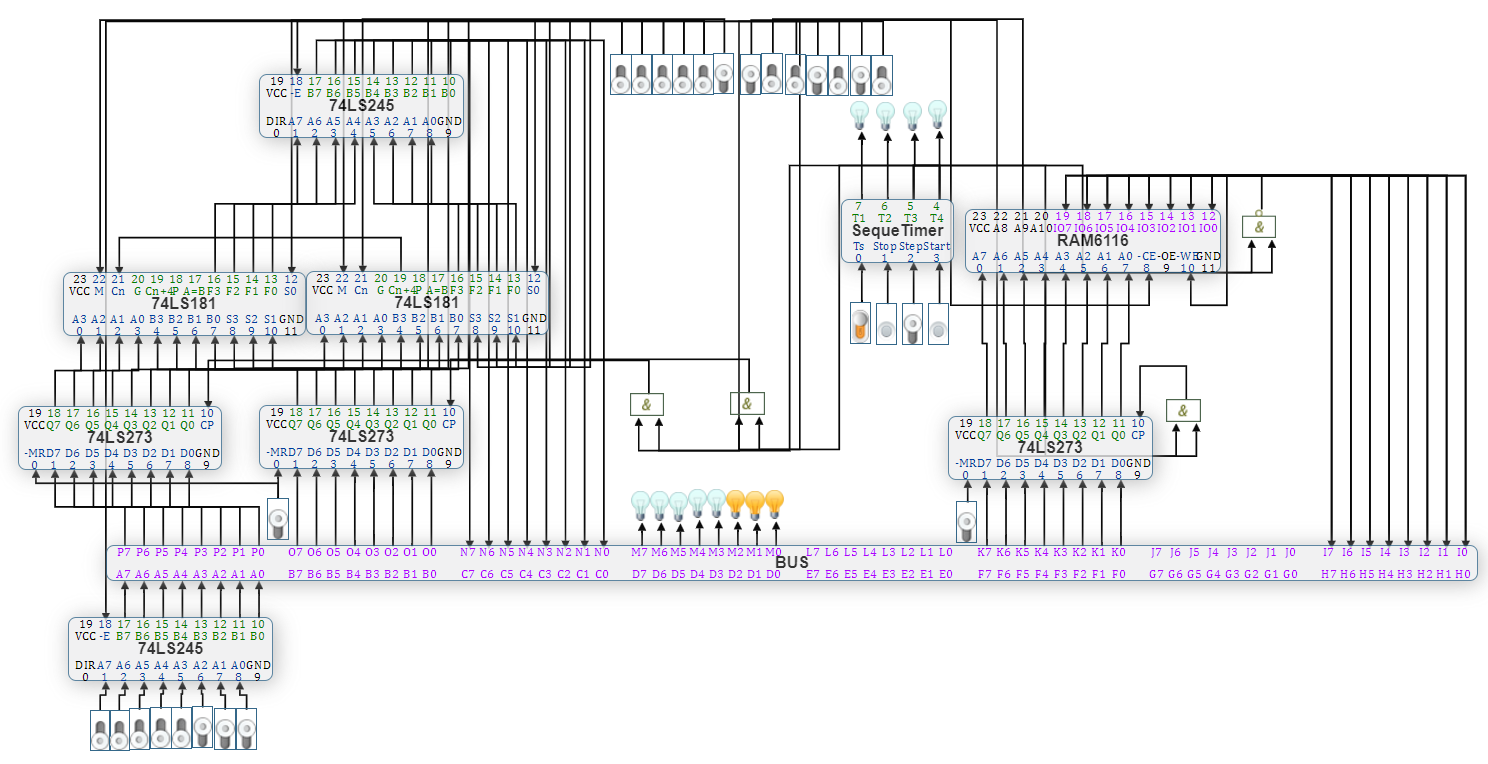 19 18 17 16 15 14 13 12 11 10
VCC -E B7 B6 B5 B4 B3 B2 B1 B0
74LS245
DIR A7 A6 A5 A4 A3 A2 A1 A0 GND
0 1 2 3 4 5 6 7 8 9
7 6 5 4
T1 T2 T3 T4
SequeTimer
Ts Stop Step Start
0 1 2 3
23 22 21 20 19 18 17 16 15 14 13 12
VCC A8 A9 A10 IO7 IO6 IO5 IO4 IO3 IO2 IO1 IO0
RAM6116
A7 A6 A5 A4 A3 A2 A1 A0 -CE -OE -WE GND
0 1 2 3 4 5 6 7 8 9 10 11
&
23 22 21 20 19 18 17 16 15 14 13 12
VCC M Cn G Cn+4 P A=B F3 F2 F1 F0 S0
74LS181
A3 A2 A1 A0 B3 B2 B1 B0 S3 S2 S1 GND
0 1 2 3 4 5 6 7 8 9 10 11
23 22 21 20 19 18 17 16 15 14 13 12
VCC M Cn G Cn+4 P A=B F3 F2 F1 F0 S0
74LS181
A3 A2 A1 A0 B3 B2 B1 B0 S3 S2 S1 GND
0 1 2 3 4 5 6 7 8 9 10 11
19 18 17 16 15 14 13 12 11 10
VCC Q7 Q6 Q5 Q4 Q3 Q2 Q1 Q0 CP
74LS273
-MR D7 D6 D5 D4 D3 D2 D1 D0 GND
0 1 2 3 4 5 6 7 8 9
19 18 17 16 15 14 13 12 11 10
VCC Q7 Q6 Q5 Q4 Q3 Q2 Q1 Q0 CP
74LS273
-MR D7 D6 D5 D4 D3 D2 D1 D0 GND
0 1 2 3 4 5 6 7 8 9
&
&
19 18 17 16 15 14 13 12 11 10
VCC Q7 Q6 Q5 Q4 Q3 Q2 Q1 Q0 CP
74LS273
-MR D7 D6 D5 D4 D3 D2 D1 D0 GND
0 1 2 3 4 5 6 7 8 9
&
P7 P6 P5 P4 P3 P2 P1 P0 O7 O6 O5 O4 O3 O2 O1 O0 N7 N6 N5 N4 N3 N2 N1 N0 M7 M6 M5 M4 M3 M2 M1 M0 L7 L6 L5 L4 L3 L2 L1 L0 K7 K6 K5 K4 K3 K2 K1 K0 J7 J6 J5 J4 J3 J2 J1 J0 I7 I6 I5 I4 I3 I2 I1 I0
BUS
A7 A6 A5 A4 A3 A2 A1 A0 B7 B6 B5 B4 B3 B2 B1 B0 C7 C6 C5 C4 C3 C2 C1 C0 D7 D6 D5 D4 D3 D2 D1 D0 E7 E6 E5 E4 E3 E2 E1 E0 F7 F6 F5 F4 F3 F2 F1 F0 G7 G6 G5 G4 G3 G2 G1 G0 H7 H6 H5 H4 H3 H2 H1 H0
19 18 17 16 15 14 13 12 11 10
VCC -E B7 B6 B5 B4 B3 B2 B1 B0
74LS245
DIR A7 A6 A5 A4 A3 A2 A1 A0 GND
0 1 2 3 4 5 6 7 8 9